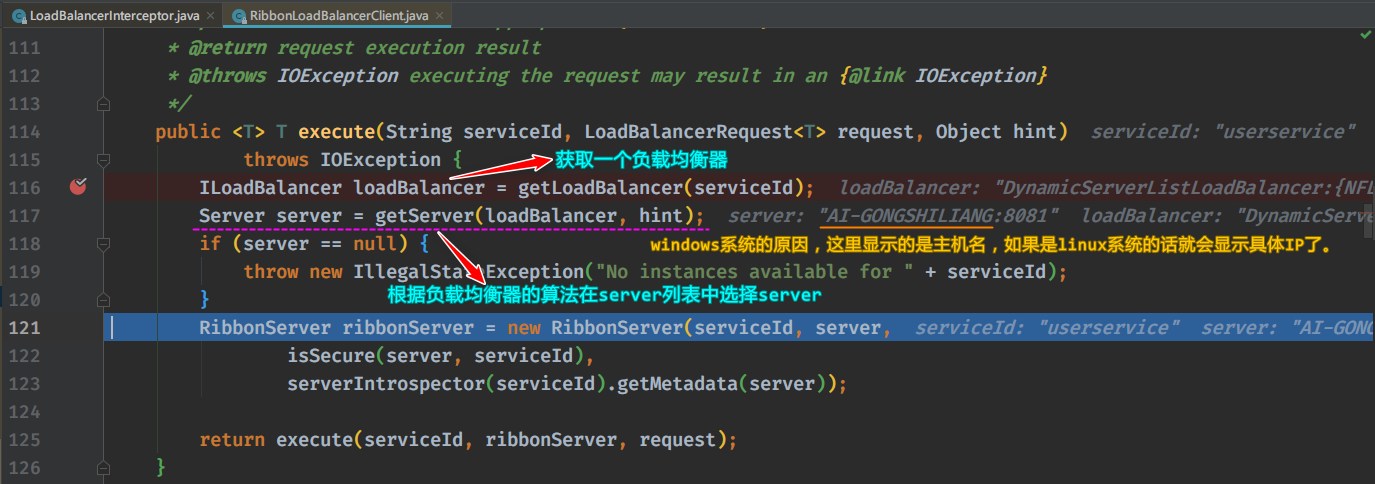 LoadBalancerInterceptor.java × RibbonLoadBalancerClient.java ×
111 * @return request execution result
112 * @throws IOException executing the request may result in an {@link IOException}
113 */
114 public <T> T execute(String serviceId, LoadBalancerRequest<T> request, Object hint) serviceId: "userservice"
115 throws IOException { 获取一个负载均衡器
116 ILoadBalancer loadBalancer = getLoadBalancer(serviceId); loadBalancer: "DynamicServerListLoadBalancer:{NFL
117 Server server = getServer(loadBalancer, hint); server: "AI-GONGSHILIANG:8081" loadBalancer: "DynamicServe
118 if (server == null) { windows系统的原因，这里显示的是主机名，如果是linux系统的话就会显示具体IP了。
119 throw new IllegalStateException("No instances available for " + serviceId);
120 } 根据负载均衡器的算法在server列表中选择server
121 RibbonServer ribbonServer = new RibbonServer(serviceId, server, serviceId: "userservice" server: "AI-GONG
122 isSecure(server, serviceId),
123 serverIntrospector(serviceId).getMetadata(server));
124
125 return execute(serviceId, ribbonServer, request);
126 }